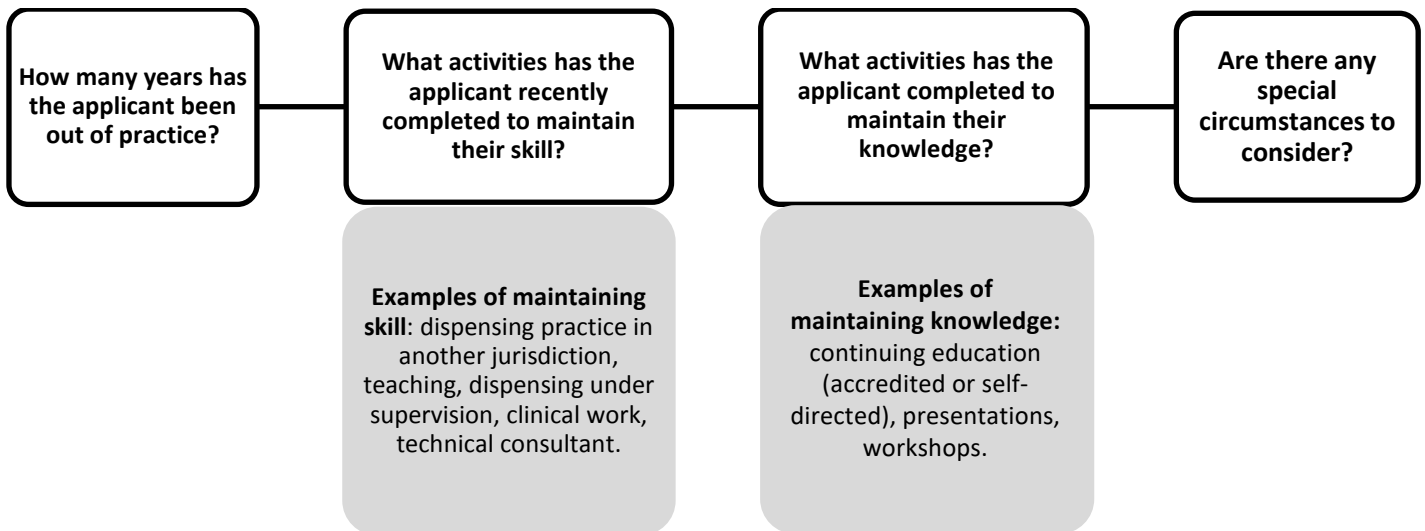 How many years has
the applicant been
out of practice?
What activities has the
applicant recently
completed to maintain
their skill?
What activities has the
applicant completed to
maintain their
knowledge?
Are there any
special
circumstances to
consider?
Examples of maintaining
skill: dispensing practice in
another jurisdiction,
teaching, dispensing under
supervision, clinical work,
technical consultant.
Examples of
maintaining knowledge:
continuing education
(accredited or self-
directed), presentations,
workshops.